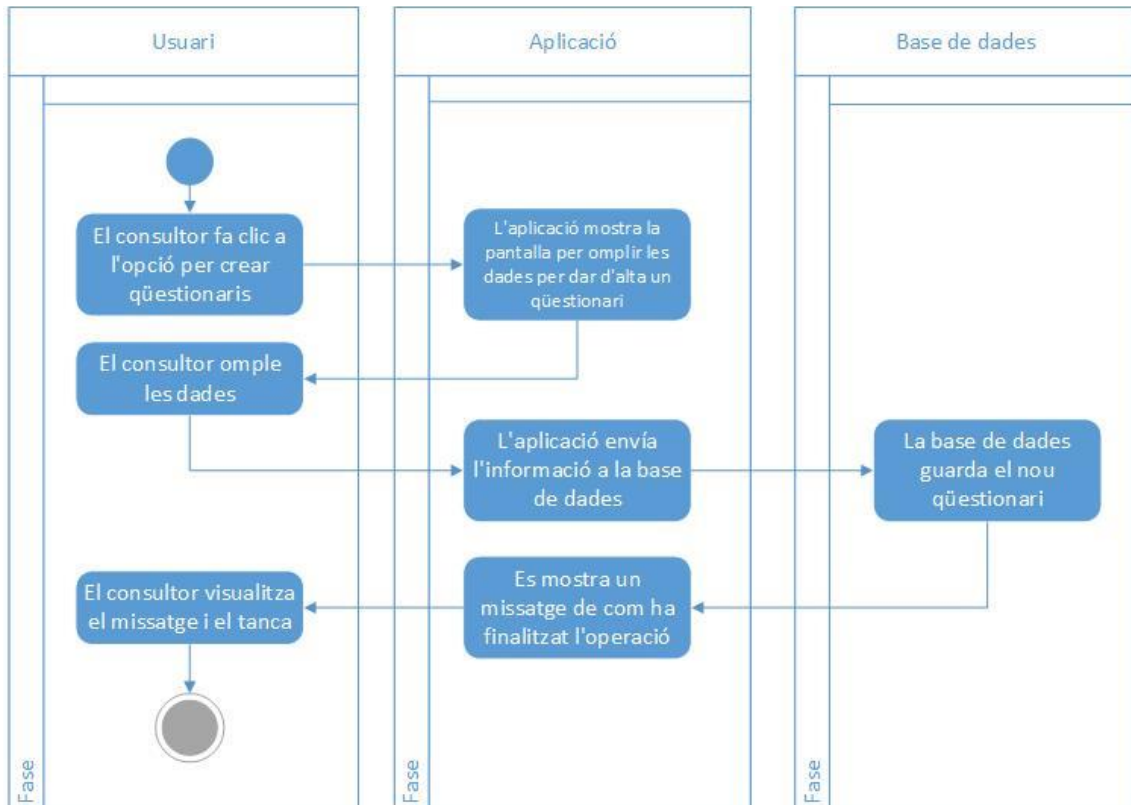 Usuari
Aplicació
Base de dades
El consultor fa clic a
l'opció per crear
qüestionaris
L'aplicació mostra la
pantalla per omplir les
dades per dar d'alta un
qüestionari
El consultor omple
les dades
L'aplicació envía
l'informació a la base
de dades
La base de dades
guarda el nou
qüestionari
Es mostra un
missatge de com ha
finalitzat l'operació
El consultor visualitza
el missatge i el tanca
Fase
Fase
Fase